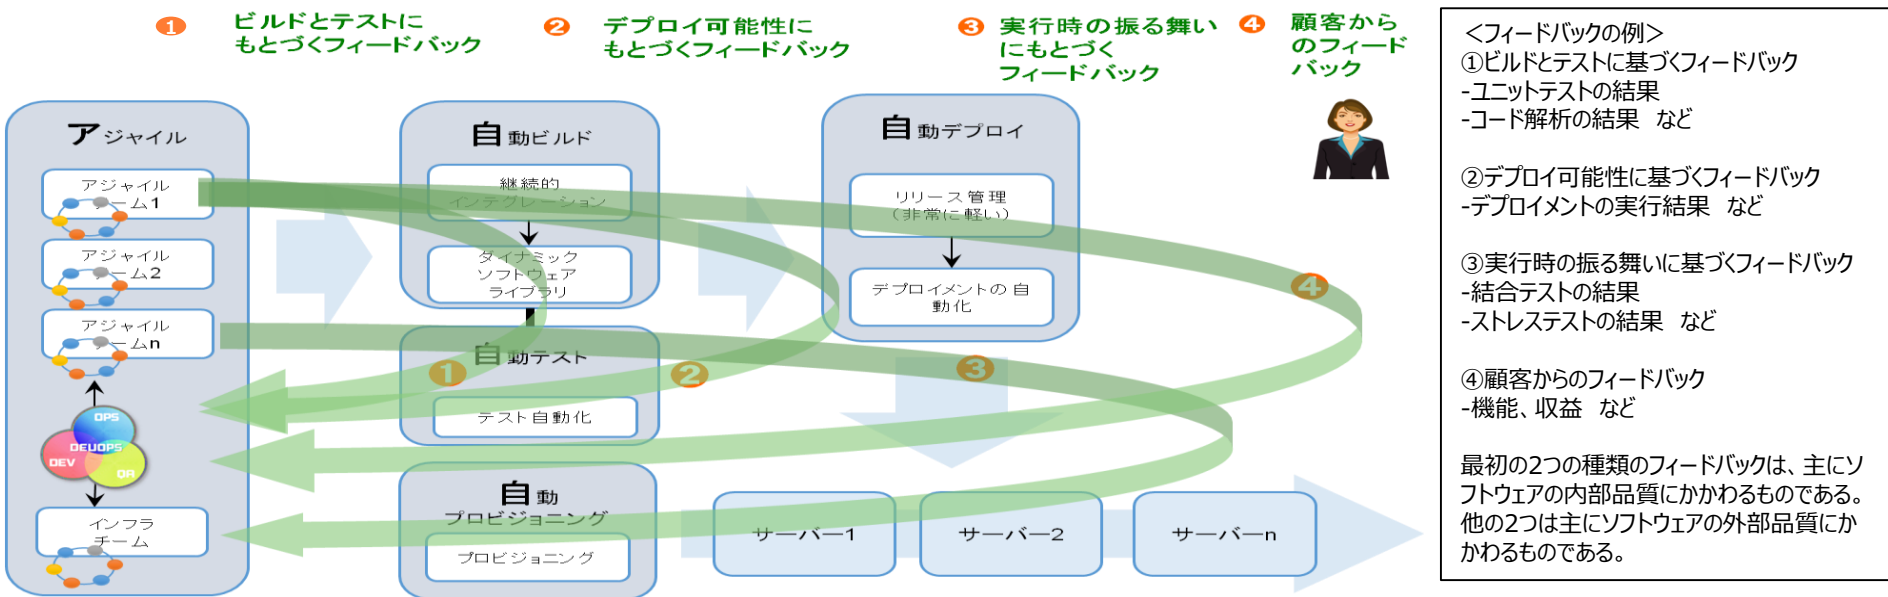 ① ビルドとテストに
もとづくフィードバック
② デプロイ可能性に
もとづくフィードバック
③ 実行時の振る舞い
にもとづく
フィードバック
④ 顧客から
のフィード
バック
アジャイル
アジャイル
チーム1
アジャイル
チーム2
アジャイル
チームn
OPS
DEVOPS
DEV
QA
インフラ
チーム
自動ビルド
継続的
インテグレーション
ダイナミック
ソフトウェア
ライブラリ
自動テスト
テスト自動化
自動
プロビジョニング
プロビジョニング
自動デプロイ
リリース管理
(非常に軽い)
デプロイメントの自
動化
①
②
③
④
サーバー1
サーバー2
サーバーn
＜フィードバックの例＞
①ビルドとテストに基づくフィードバック
-ユニットテストの結果
-コード解析の結果　など
②デプロイ可能性に基づくフィードバック
-デプロイメントの実行結果　など
③実行時の振る舞いに基づくフィードバック
-結合テストの結果
-ストレステストの結果　など
④顧客からのフィードバック
-機能、収益　など
最初の2つの種類のフィードバックは、主にソ
フトウェアの内部品質にかかわるものである。
他の2つは主にソフトウェアの外部品質にか
かわるものである。